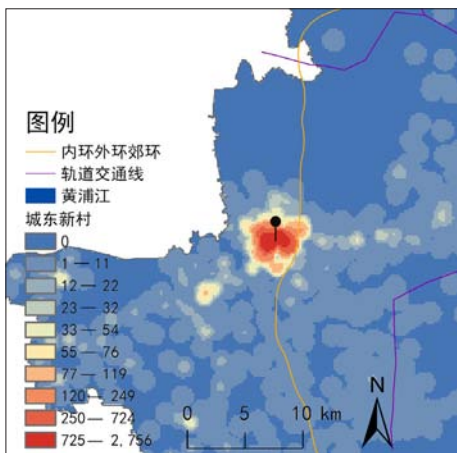 图例
内环外环郊环
轨道交通线
黄浦江
城东新村
0
1—11
12—22
23—32
33—54
55—76
77—119
120—249
250—724
725—2,756
0 5 10 km
N